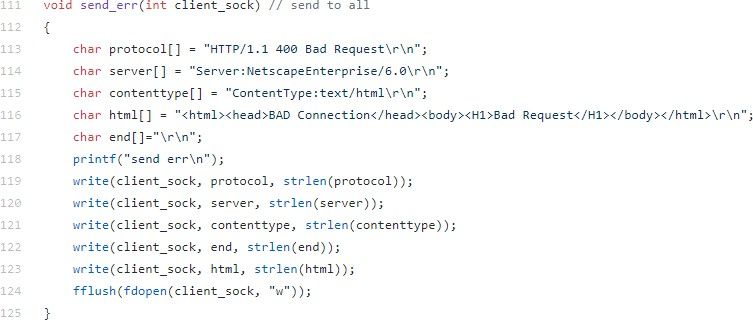 111 void send_err(int client_sock) // send to all
112 {
113 char protocol[] = "HTTP/1.1 400 Bad Request\r\n";
114 char server[] = "Server:NetscapeEnterprise/6.0\r\n";
115 char contenttype[] = "ContentType:text/html\r\n";
116 char html[] = "<html><head>BAD Connection</head><body><H1>Bad Request</H1></body></html>\r\n";
117 char end[]="\r\n";
118 printf("send err\n");
119 write(client_sock, protocol, strlen(protocol));
120 write(client_sock, server, strlen(server));
121 write(client_sock, contenttype, strlen(contenttype));
122 write(client_sock, end, strlen(end));
123 write(client_sock, html, strlen(html));
124 fflush(fdopen(client_sock, "w"));
125 }